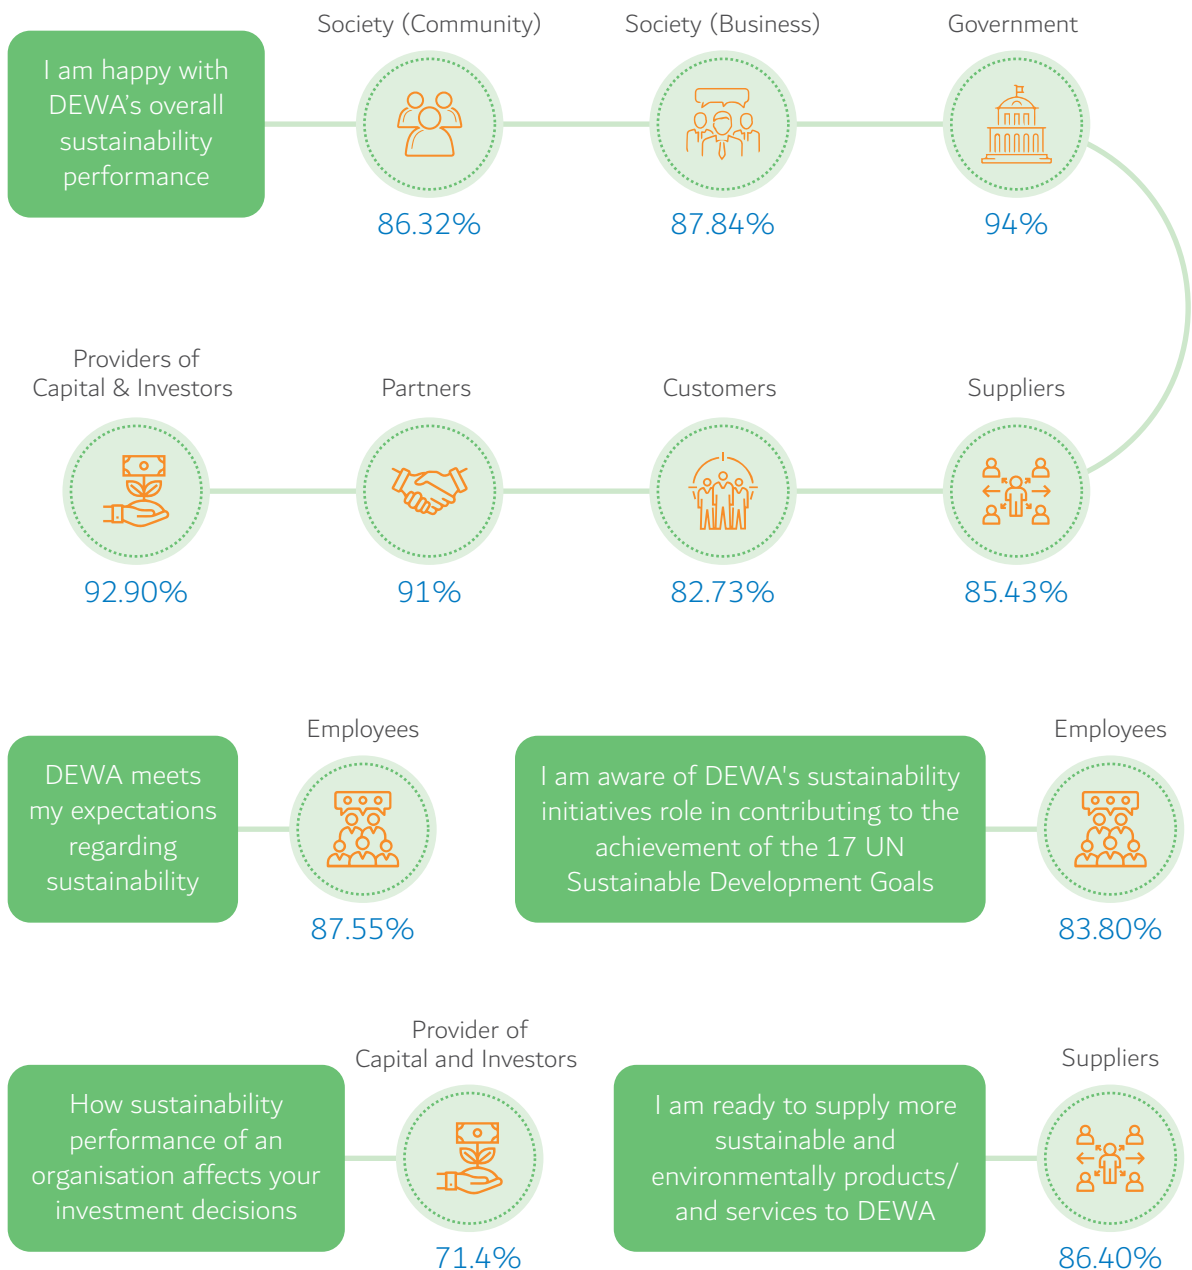 Society (Community)
Society (Business)
Government
I am happy with
DEWA's overall
sustainability
performance
86.32%
87.84%
94%
Providers of
Capital & Investors
Partners
Customers
Suppliers
92.90%
91%
82.73%
85.43%
Employees
DEWA meets
my expectations
regarding
sustainability
87.55%
Employees
I am aware of DEWA's sustainability
initiatives role in contributing to the
achievement of the 17 UN
Sustainable Development Goals
83.80%
Provider of
Capital and Investors
How sustainability
performance of an
organisation affects your
investment decisions
71.4%
Suppliers
I am ready to supply more
sustainable and
environmentally products/
and services to DEWA
86.40%